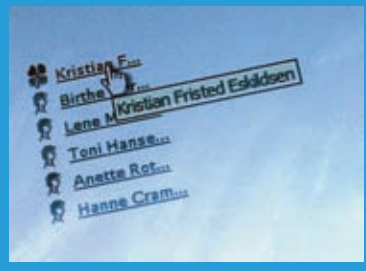 Kristian F...
Birthe
Kristian Fristed Eskildsen
Lene M
Toni Hanse...
Anette Rot...
Hanne Cram...